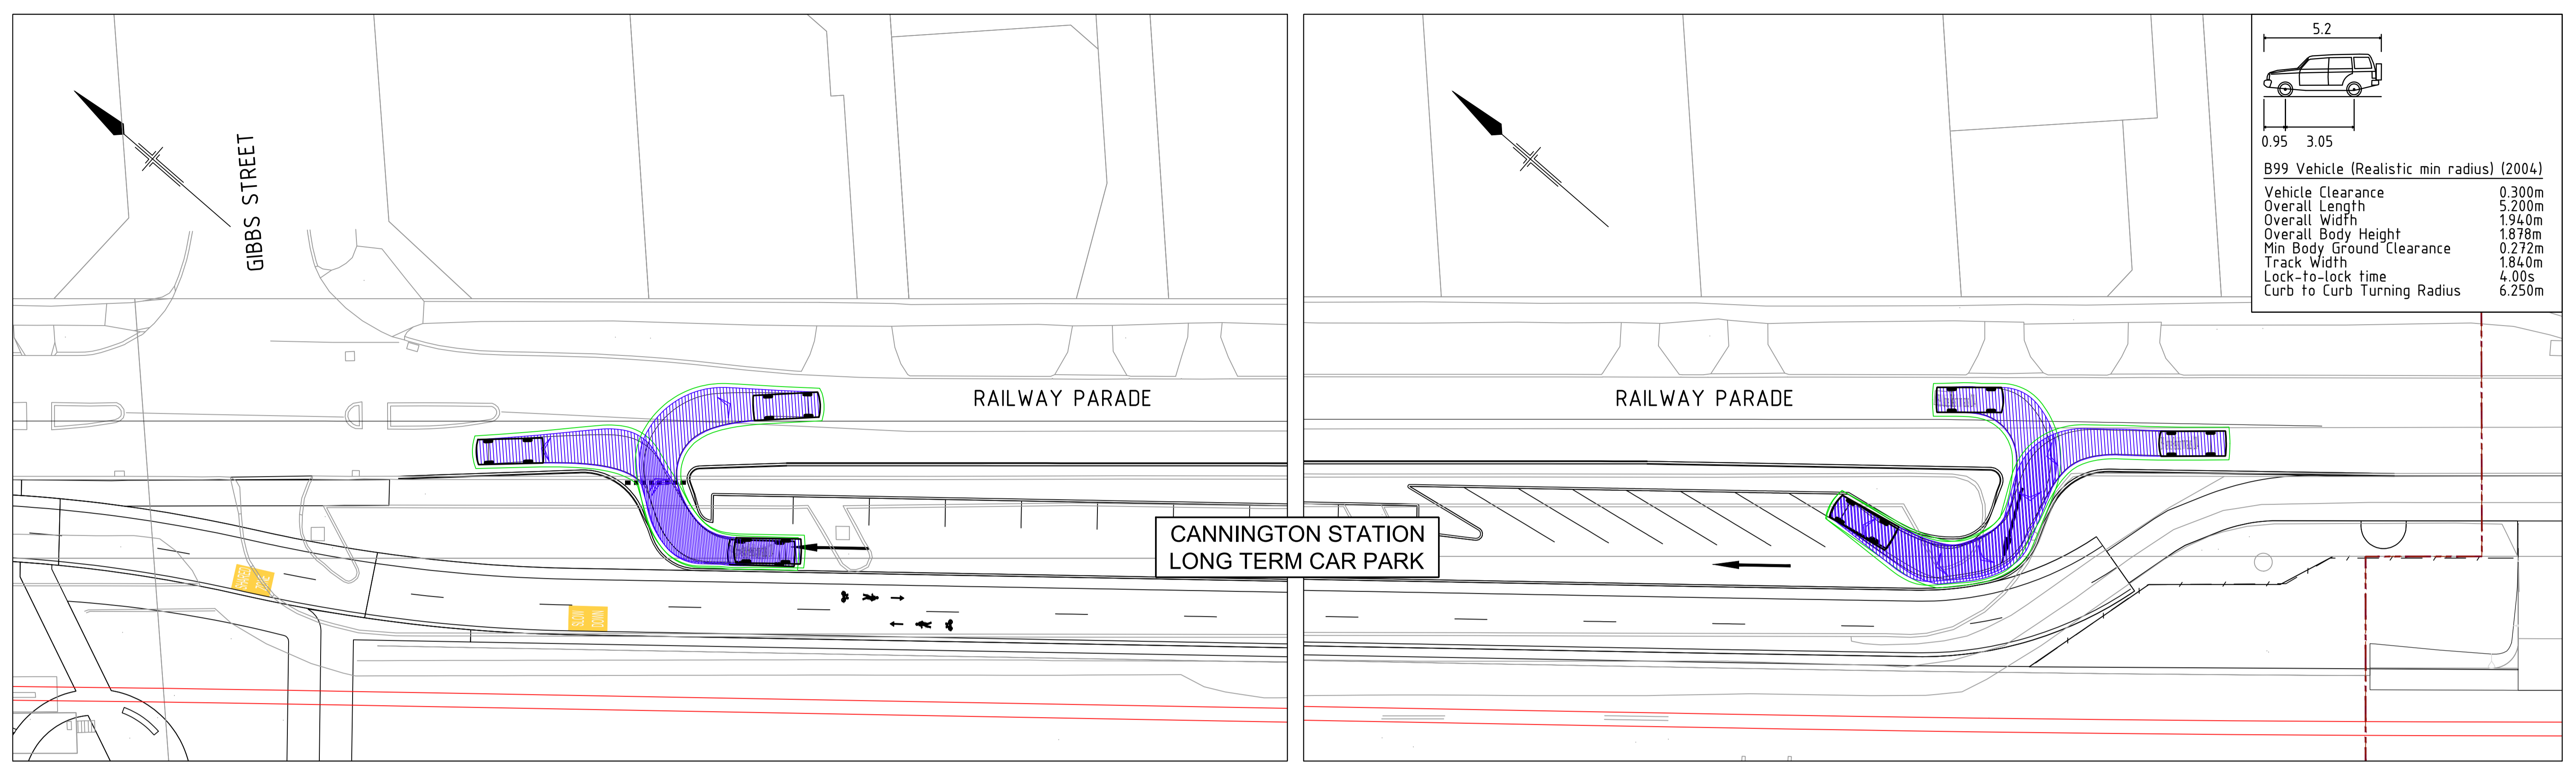 GIBBS STREET
RAILWAY PARADE
SLOW
DOWN
CANNINGTON STATION
LONG TERM CAR PARK
RAILWAY PARADE
5.2
0.95 3.05
B99 Vehicle (Realistic min radius) (2004)
Vehicle Clearance 0.300m
Overall Length 5.200m
Overall Width 1.940m
Overall Body Height 1.878m
Min Body Ground Clearance 0.272m
Track Width 1.840m
Lock-to-lock time 4.00s
Curb to Curb Turning Radius 6.250m